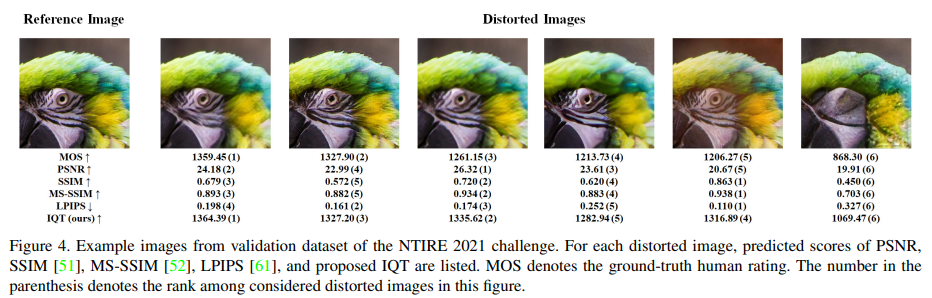 Reference Image Distorted Images
MOS ↑ 1359.45 (1) 1327.90 (2) 1261.15 (3) 1213.73 (4) 1206.27 (5) 868.30 (6)
PSNR ↑ 24.18 (2) 22.99 (4) 26.32 (1) 23.61 (3) 20.67 (5) 19.91 (6)
SSIM ↑ 0.679 (3) 0.572 (5) 0.720 (2) 0.620 (4) 0.863 (1) 0.450 (6)
MS-SSIM ↑ 0.893 (3) 0.882 (5) 0.934 (2) 0.883 (4) 0.938 (1) 0.703 (6)
LPIPS ↓ 0.198 (4) 0.161 (2) 0.174 (3) 0.252 (5) 0.110 (1) 0.327 (6)
IQT (ours) ↑ 1364.39 (1) 1327.20 (3) 1335.62 (2) 1282.94 (5) 1316.89 (4) 1069.47 (6)
Figure 4. Example images from validation dataset of the NTIRE 2021 challenge. For each distorted image, predicted scores of PSNR,
SSIM [51], MS-SSIM [52], LPIPS [61], and proposed IQT are listed. MOS denotes the ground-truth human rating. The number in the
parenthesis denotes the rank among considered distorted images in this figure.